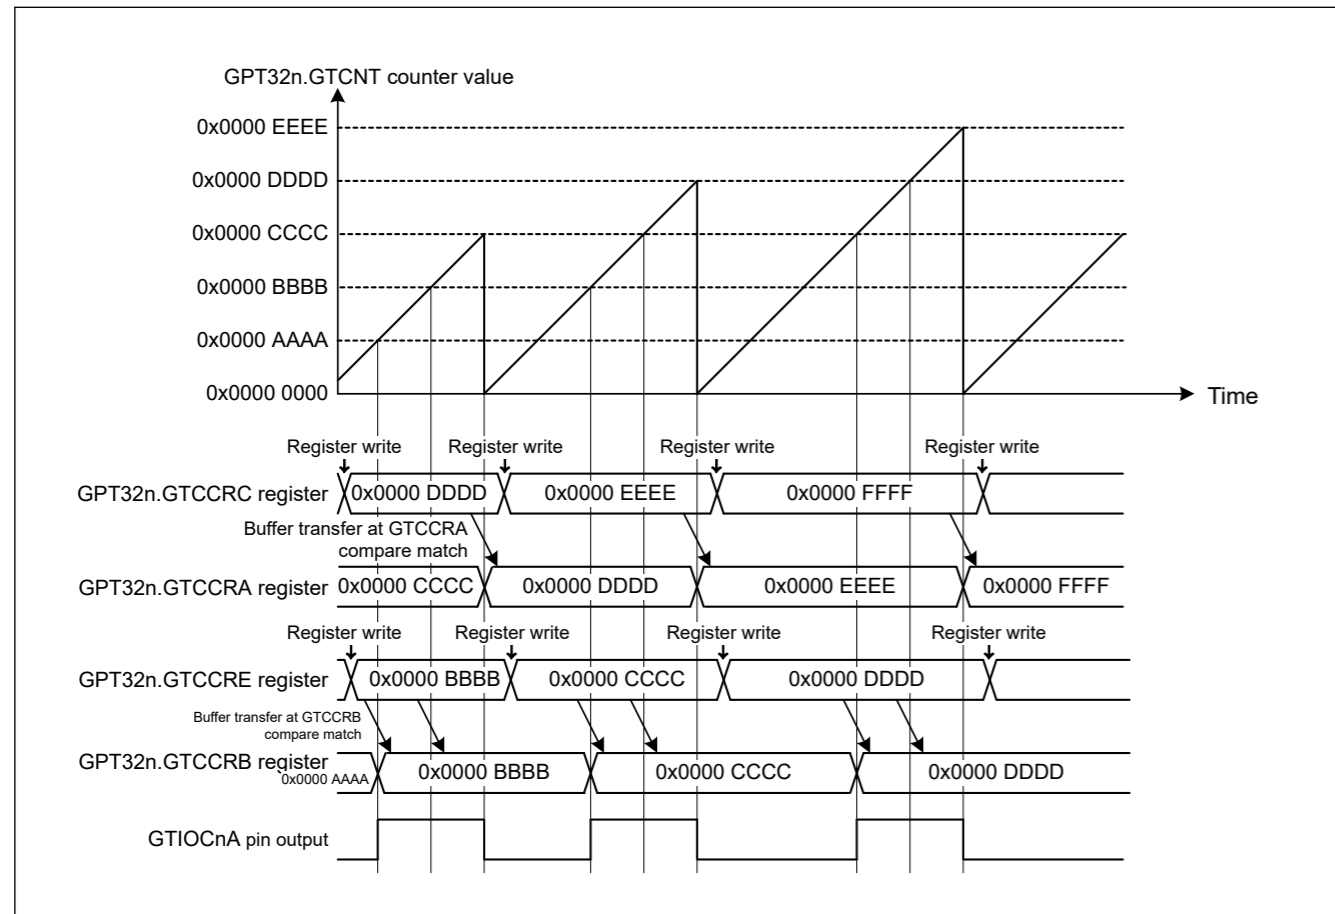 GPT32n.GTCNT counter value
0x0000 EEEE
0x0000 DDDD
0x0000 CCCC
0x0000 BBBB
0x0000 AAAA
0x0000 0000
Time
Register write Register write Register write Register write
GPT32n.GTCCRC register 0x0000 DDDD 0x0000 EEEE 0x0000 FFFF
Buffer transfer at GTCCRA
compare match
GPT32n.GTCCRA register 0x0000 CCCC 0x0000 DDDD 0x0000 EEEE 0x0000 FFFF
Register write Register write Register write Register write
GPT32n.GTCCRE register 0x0000 BBBB 0x0000 CCCC 0x0000 DDDD
Buffer transfer at GTCCRB
compare match
GPT32n.GTCCRB register
`0x0000 AAAA 0x0000 BBBB 0x0000 CCCC 0x0000 DDDD
GTIOCnA pin output